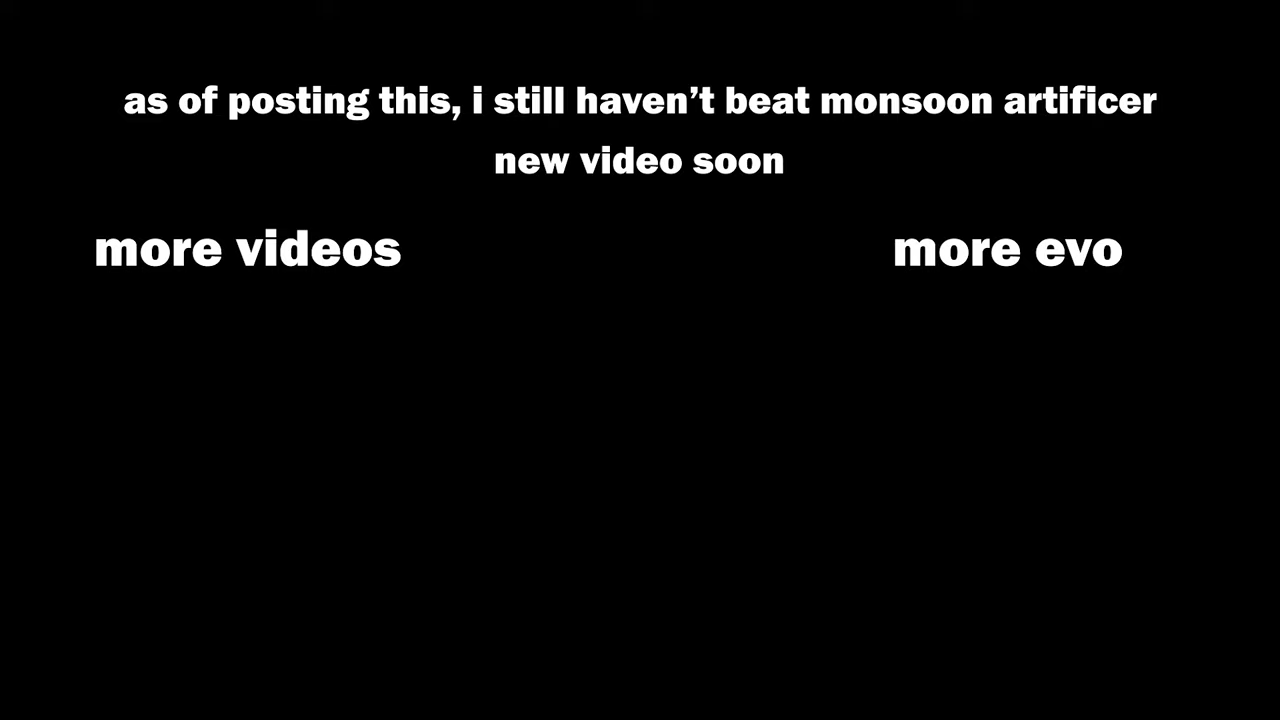 as of posting this, i still haven’t beat monsoon artificer
new video soon
more videos
more evo